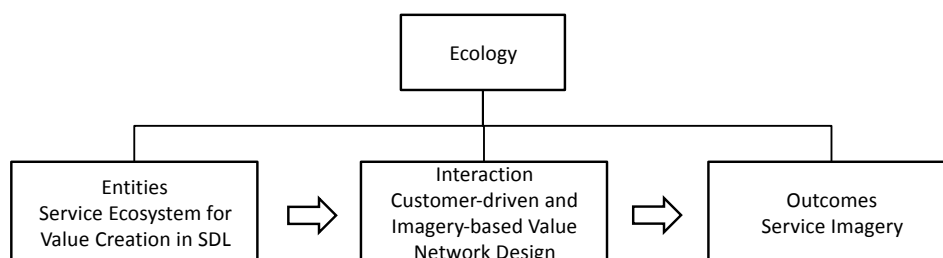 Ecology
Entities
Service Ecosystem for
Value Creation in SDL
Interaction
Customer-driven and
Imagery-based Value
Network Design
Outcomes
Service Imagery